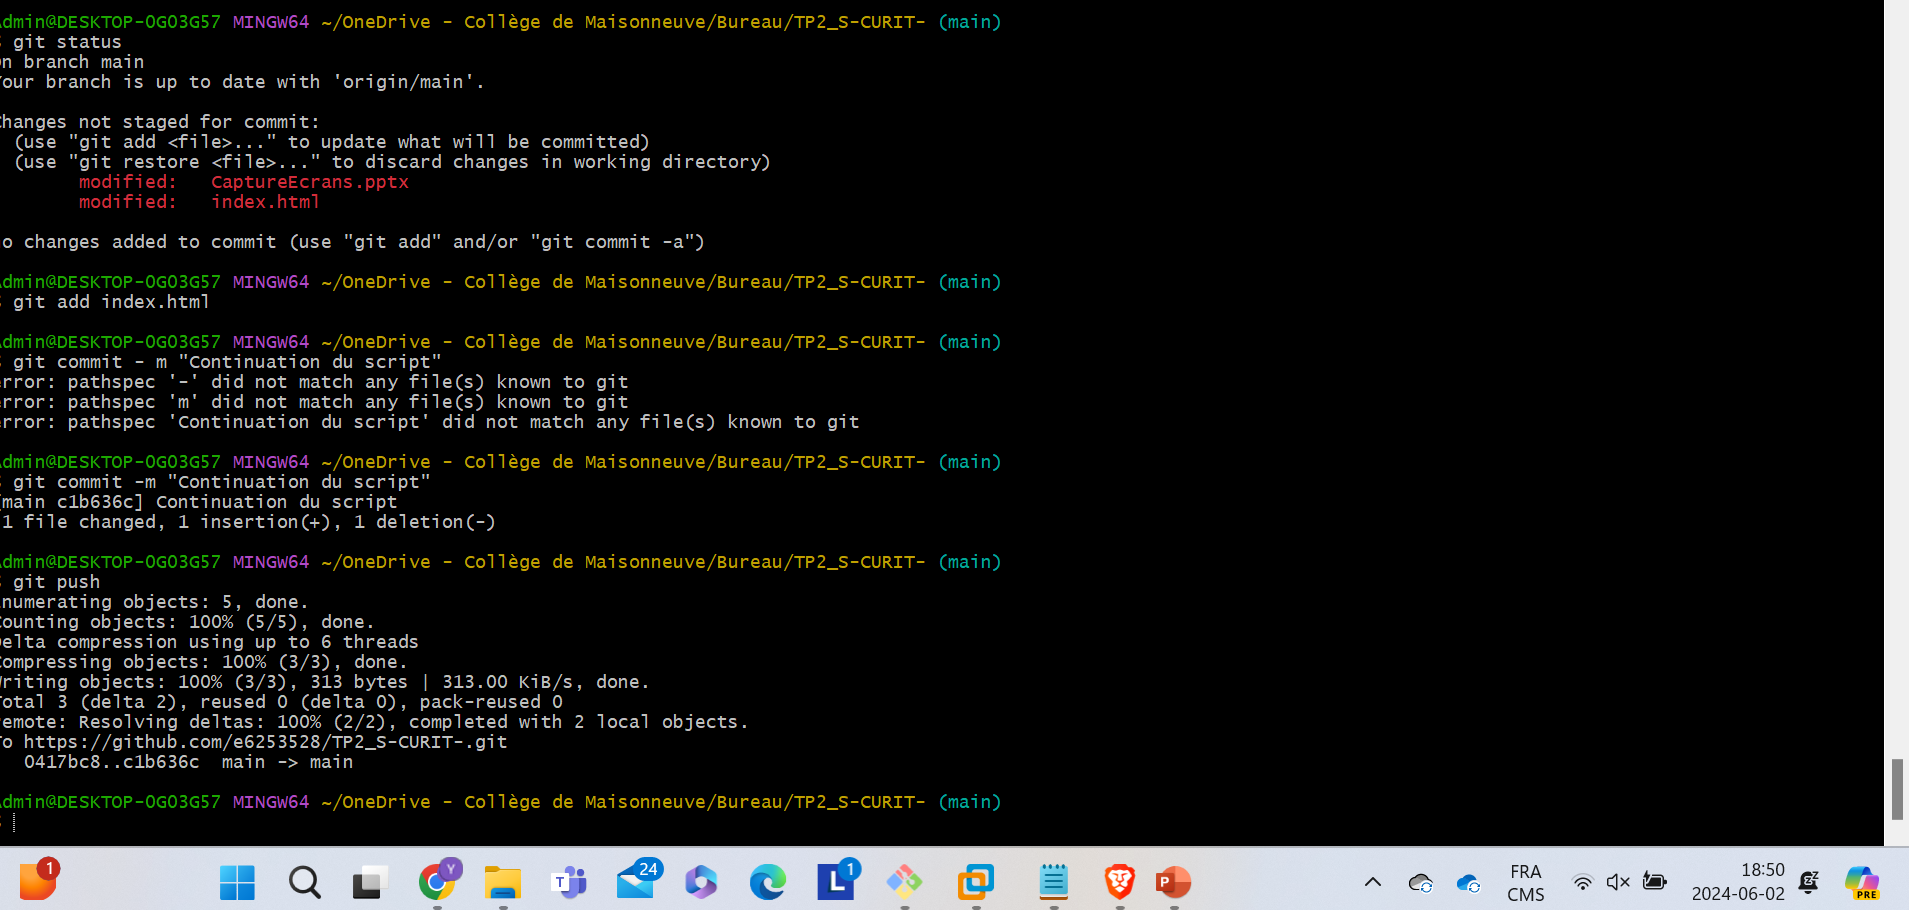 dmin@DESKTOP-0G03G57 MINGW64 ~/OneDrive - Collège de Maisonneuve/Bureau/TP2_S-CURIT- (main)
$ git status
n branch main
our branch is up to date with 'origin/main'.
hanges not staged for commit:
(use "git add <file>..." to update what will be committed)
(use "git restore <file>..." to discard changes in working directory)
modified: CaptureEcrans.pptx
modified: index.html
o changes added to commit (use "git add" and/or "git commit -a")
dmin@DESKTOP-0G03G57 MINGW64 ~/OneDrive - Collège de Maisonneuve/Bureau/TP2_S-CURIT- (main)
$ git add index.html
dmin@DESKTOP-0G03G57 MINGW64 ~/OneDrive - Collège de Maisonneuve/Bureau/TP2_S-CURIT- (main)
$ git commit - m "Continuation du script"
error: pathspec '-' did not match any file(s) known to git
error: pathspec 'm' did not match any file(s) known to git
error: pathspec 'Continuation du script' did not match any file(s) known to git
dmin@DESKTOP-0G03G57 MINGW64 ~/OneDrive - Collège de Maisonneuve/Bureau/TP2_S-CURIT- (main)
$ git commit -m "Continuation du script"
[main c1b636c] Continuation du script
1 file changed, 1 insertion(+), 1 deletion(-)
dmin@DESKTOP-0G03G57 MINGW64 ~/OneDrive - Collège de Maisonneuve/Bureau/TP2_S-CURIT- (main)
$ git push
numerating objects: 5, done.
ounting objects: 100% (5/5), done.
elta compression using up to 6 threads
ompressing objects: 100% (3/3), done.
riting objects: 100% (3/3), 313 bytes | 313.00 KiB/s, done.
otal 3 (delta 2), reused 0 (delta 0), pack-reused 0
emote: Resolving deltas: 100% (2/2), completed with 2 local objects.
o https://github.com/e6253528/TP2_S-CURIT-.git
0417bc8..c1b636c main -> main
dmin@DESKTOP-0G03G57 MINGW64 ~/OneDrive - Collège de Maisonneuve/Bureau/TP2_S-CURIT- (main)
$
1
Y
T
24
L
1
P
FRA
CMS
18:50
2024-06-02
PRE